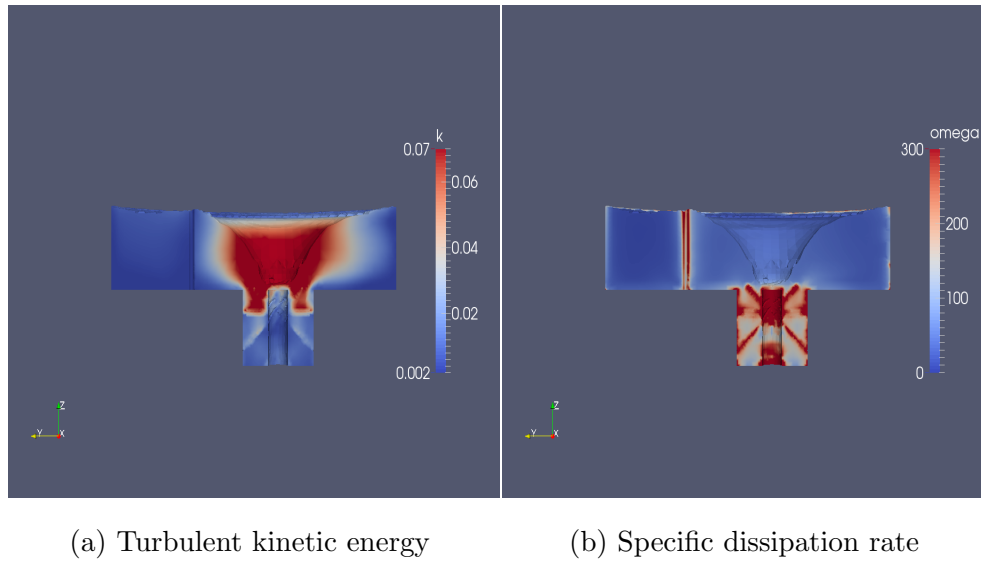 k
0.07
0.06
0.04
0.02
0.002
Z
Y
X
omega
300
200
100
0
Z
Y
X
(a) Turbulent kinetic energy
(b) Specific dissipation rate